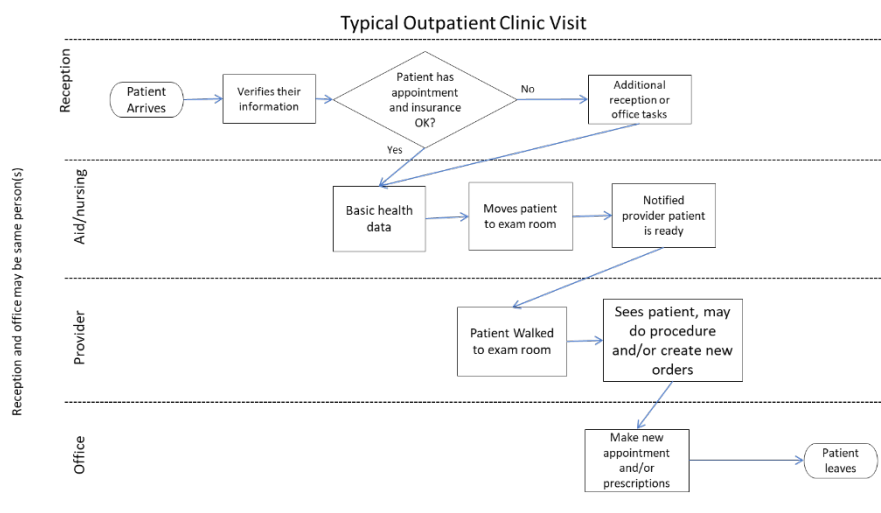 Typical Outpatient Clinic Visit
Reception and office may be same person(s)
Reception
Patient
Arrives
Verifies their
information
Patient has
appointment
and insurance
OK?
No
Yes
Additional
reception or
office tasks
Aid/nursing
Basic health
data
Moves patient
to exam room
Notified
provider patient
is ready
Provider
Patient Walked
to exam room
Sees patient, may
do procedure
and/or create new
orders
Office
Make new
appointment
and/or
prescriptions
Patient
leaves